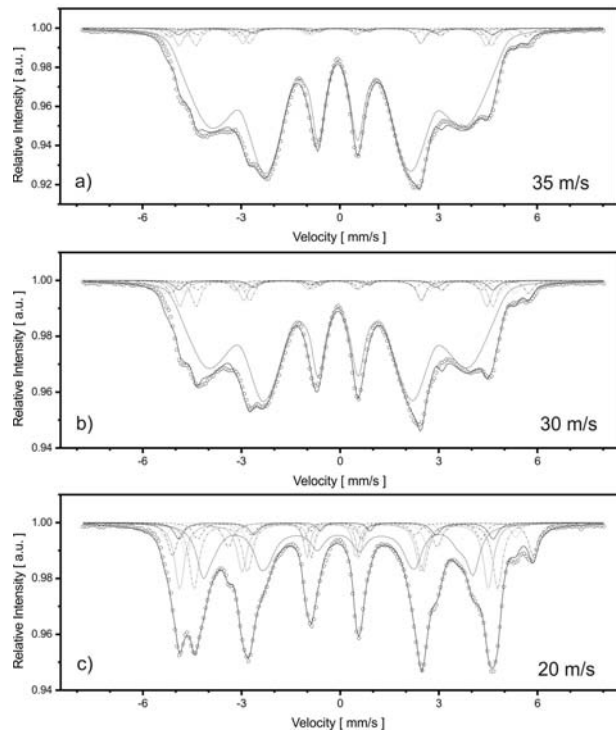 1.00
0.98
0.96
0.94
0.92
Relative Intensity [ a.u. ]
a)
35 m/s
-6 -3 0 3 6
Velocity [ mm/s ]
1.00
0.98
0.96
0.94
Relative Intensity [ a.u. ]
b)
30 m/s
-6 -3 0 3 6
Velocity [ mm/s ]
1.00
0.98
0.96
0.94
Relative Intensity [ a.u. ]
c)
20 m/s
-6 -3 0 3 6
Velocity [ mm/s ]